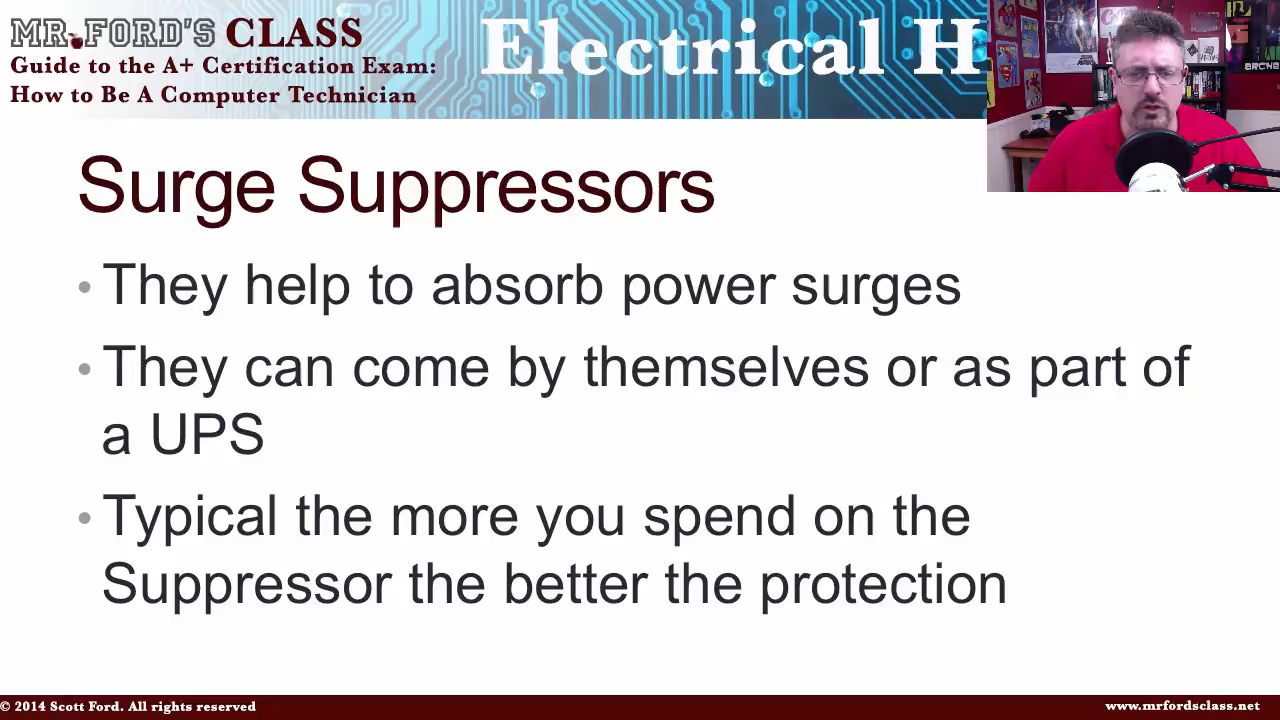 MR.FORD'S CLASS
Guide to the A+ Certification Exam:
How to Be A Computer Technician
Electrical H
Surge Suppressors
• They help to absorb power surges
• They can come by themselves or as part of
a UPS
• Typical the more you spend on the
Suppressor the better the protection
© 2014 Scott Ford. All rights reserved
www.mrfordsclass.net